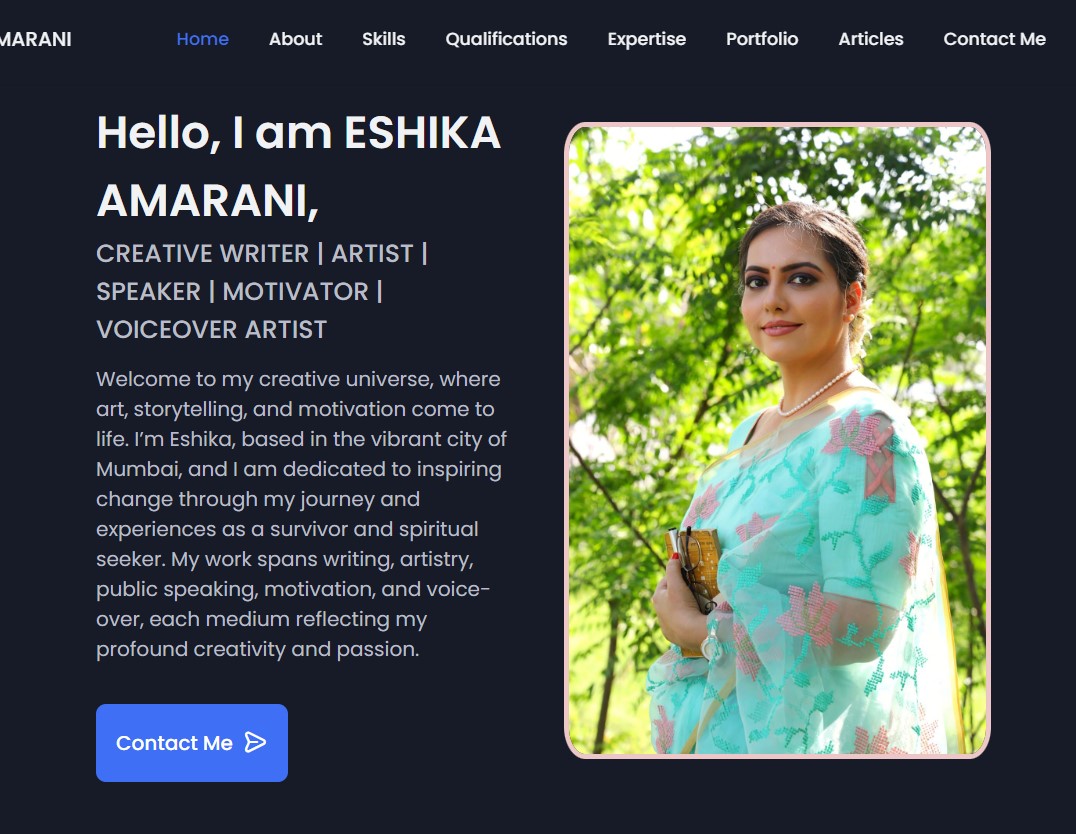 MARANI Home About Skills Qualifications Expertise Portfolio Articles Contact Me
Hello, I am ESHIKA
AMARANI,
CREATIVE WRITER | ARTIST |
SPEAKER | MOTIVATOR |
VOICEOVER ARTIST
Welcome to my creative universe, where
art, storytelling, and motivation come to
life. I’m Eshika, based in the vibrant city of
Mumbai, and I am dedicated to inspiring
change through my journey and
experiences as a survivor and spiritual
seeker. My work spans writing, artistry,
public speaking, motivation, and voice-
over, each medium reflecting my
profound creativity and passion.
Contact Me